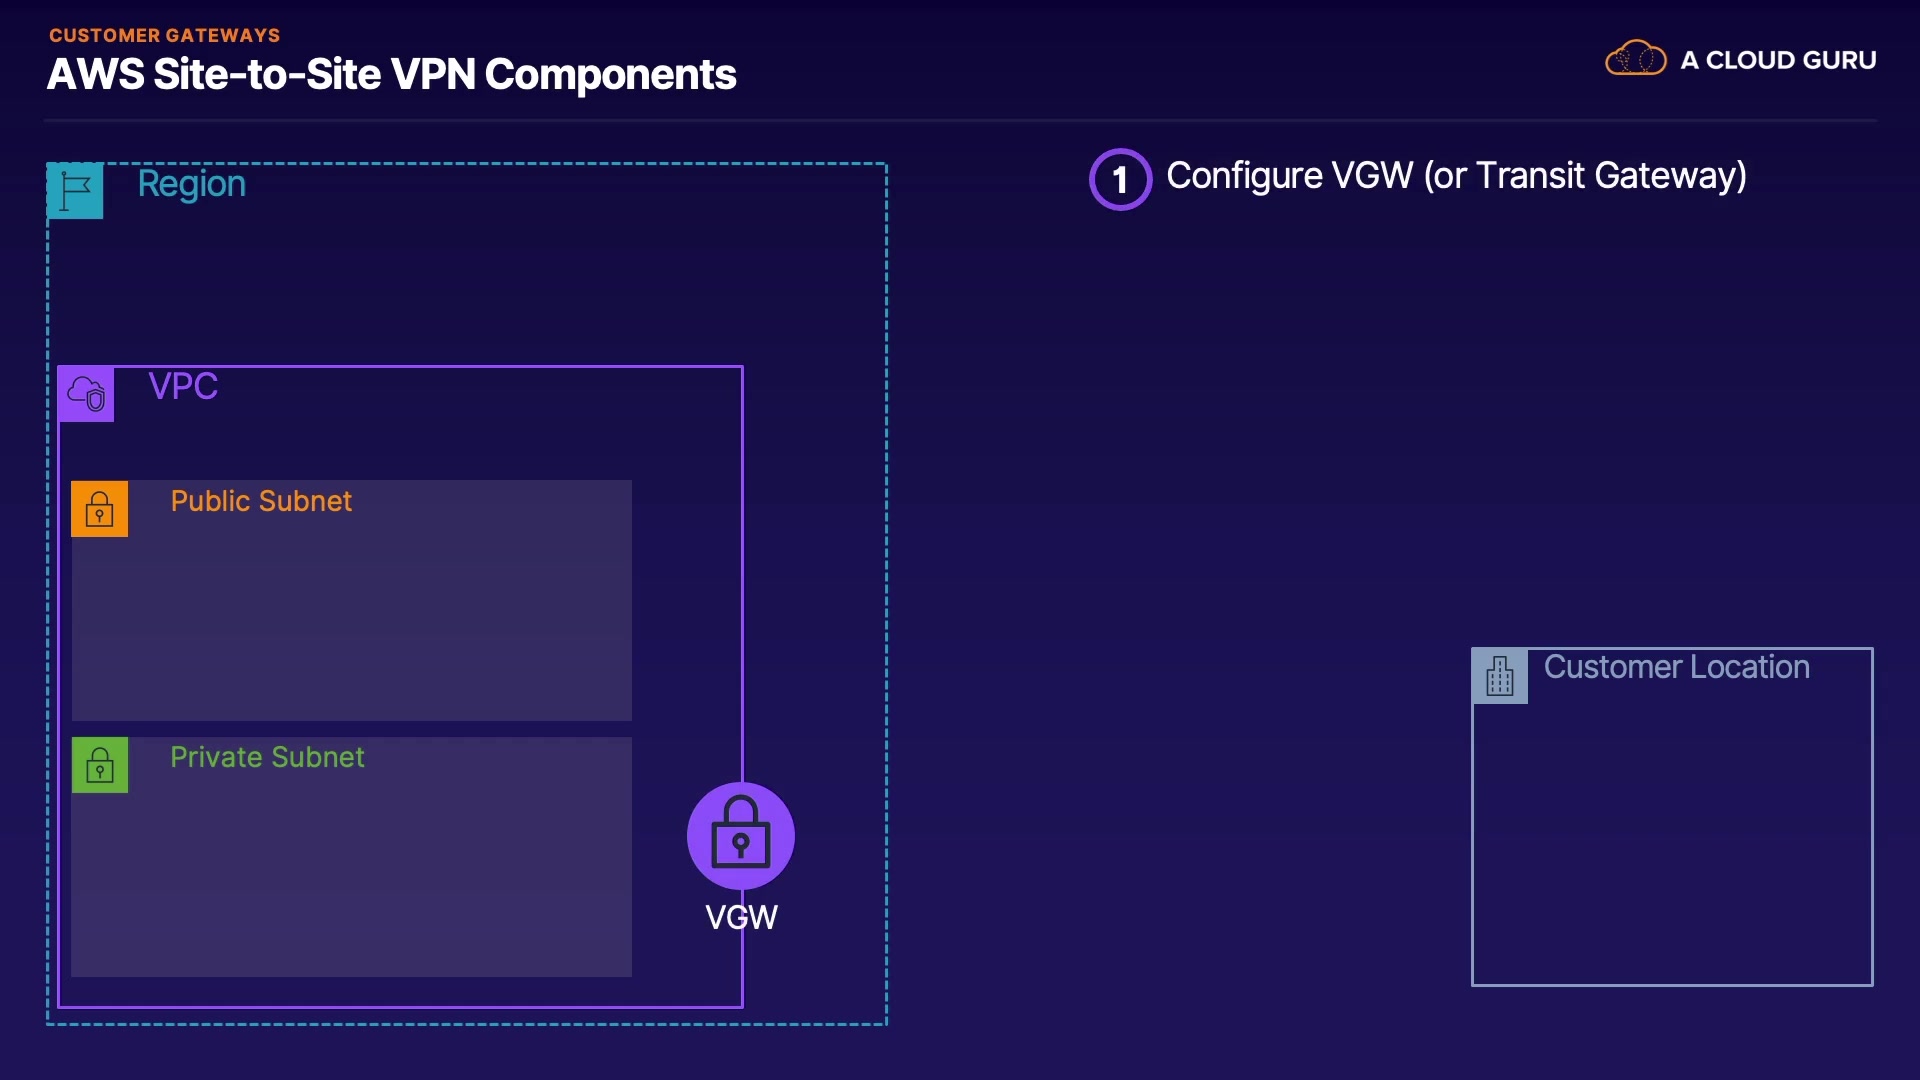 CUSTOMER GATEWAYS
AWS Site-to-Site VPN Components
A CLOUD GURU
Region
1 Configure VGW (or Transit Gateway)
VPC
Public Subnet
Customer Location
Private Subnet
VGW